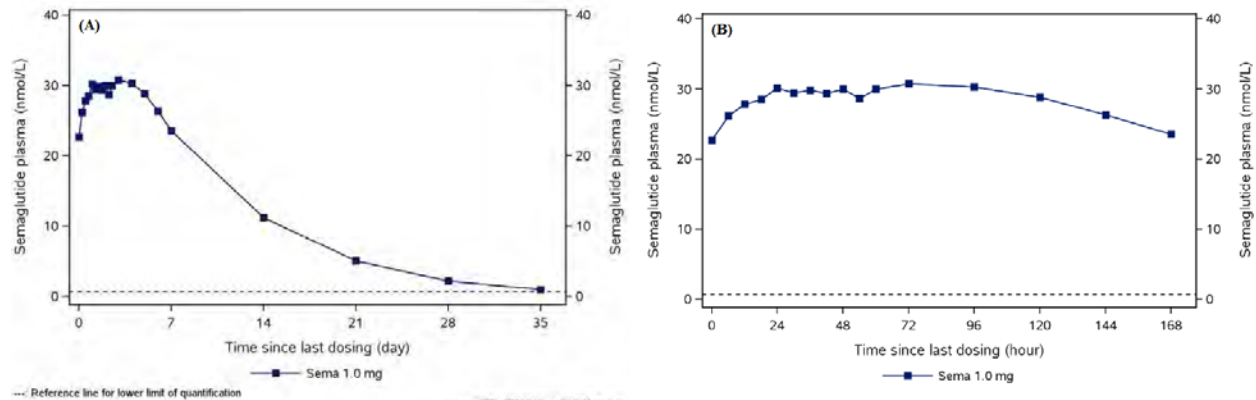 (A)
40
30
20
10
0
Semaglutide plasma (nmol/L)
40
30
20
10
0
Semaglutide plasma (nmol/L)
0 7 14 21 28 35
Time since last dosing (day)
Sema 1.0 mg
---: Reference line for lower limit of quantification
(B)
40
30
20
10
0
Semaglutide plasma (nmol/L)
40
30
20
10
0
Semaglutide plasma (nmol/L)
0 24 48 72 96 120 144 168
Time since last dosing (hour)
Sema 1.0 mg